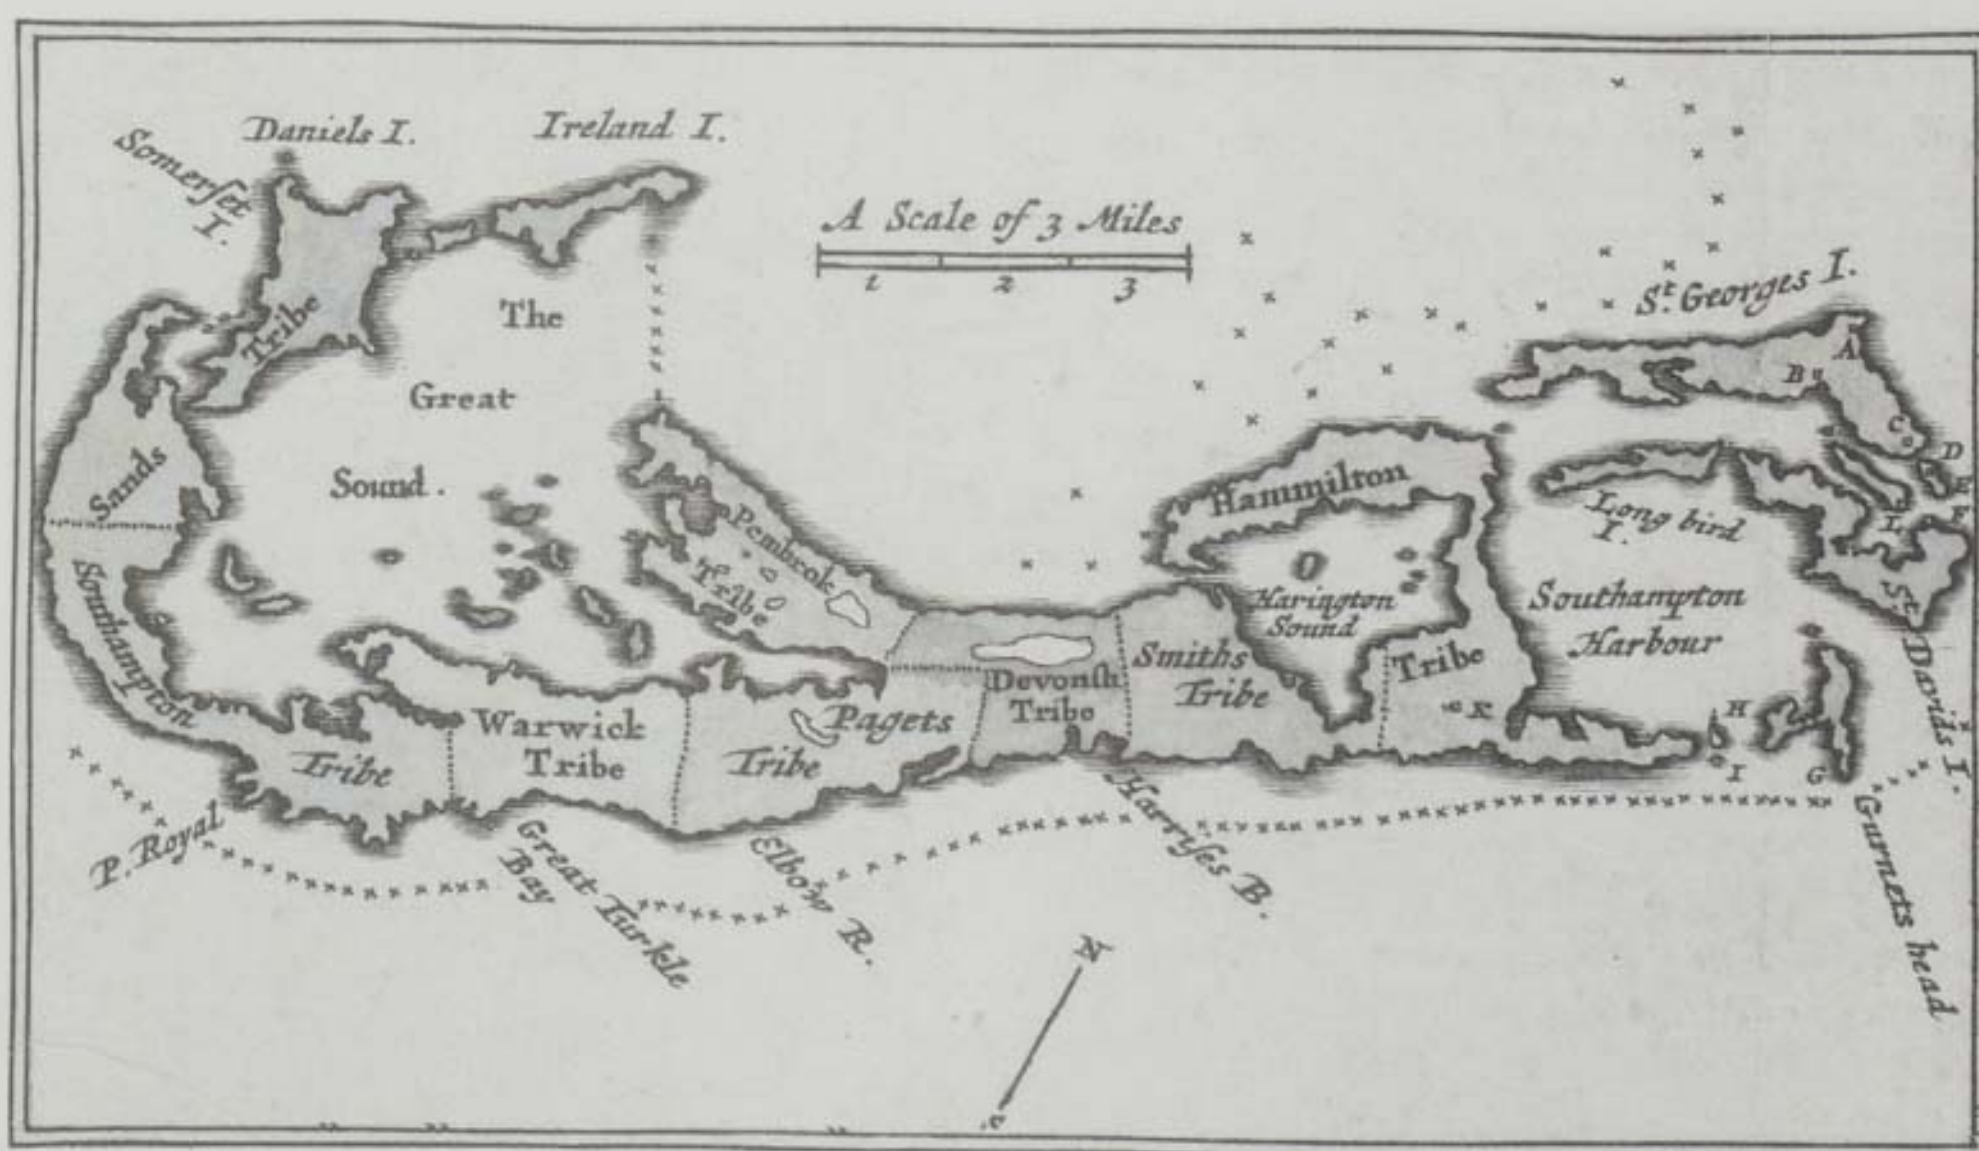 Daniels I.
Ireland I.
Somerſet
I.
A Scale of 3 Miles
1 2 3
St. Georges I.
Tribe
The
Great
Sound.
Sands
A
B
C
D
E
F
L
Hammilton
Long bird
I.
Pembrok
Tribe
Harington
Sound
Southampton
Harbour
St. Davids I.
Southampton
Tribe
Smiths
Tribe
Tribe
K
Devonſh
Tribe
Warwick
Tribe
Pagets
Tribe
H
I
G
P. Royal
Great Turkle
Bay
Elbow R.
Harriſes B.
Gurnets head
N